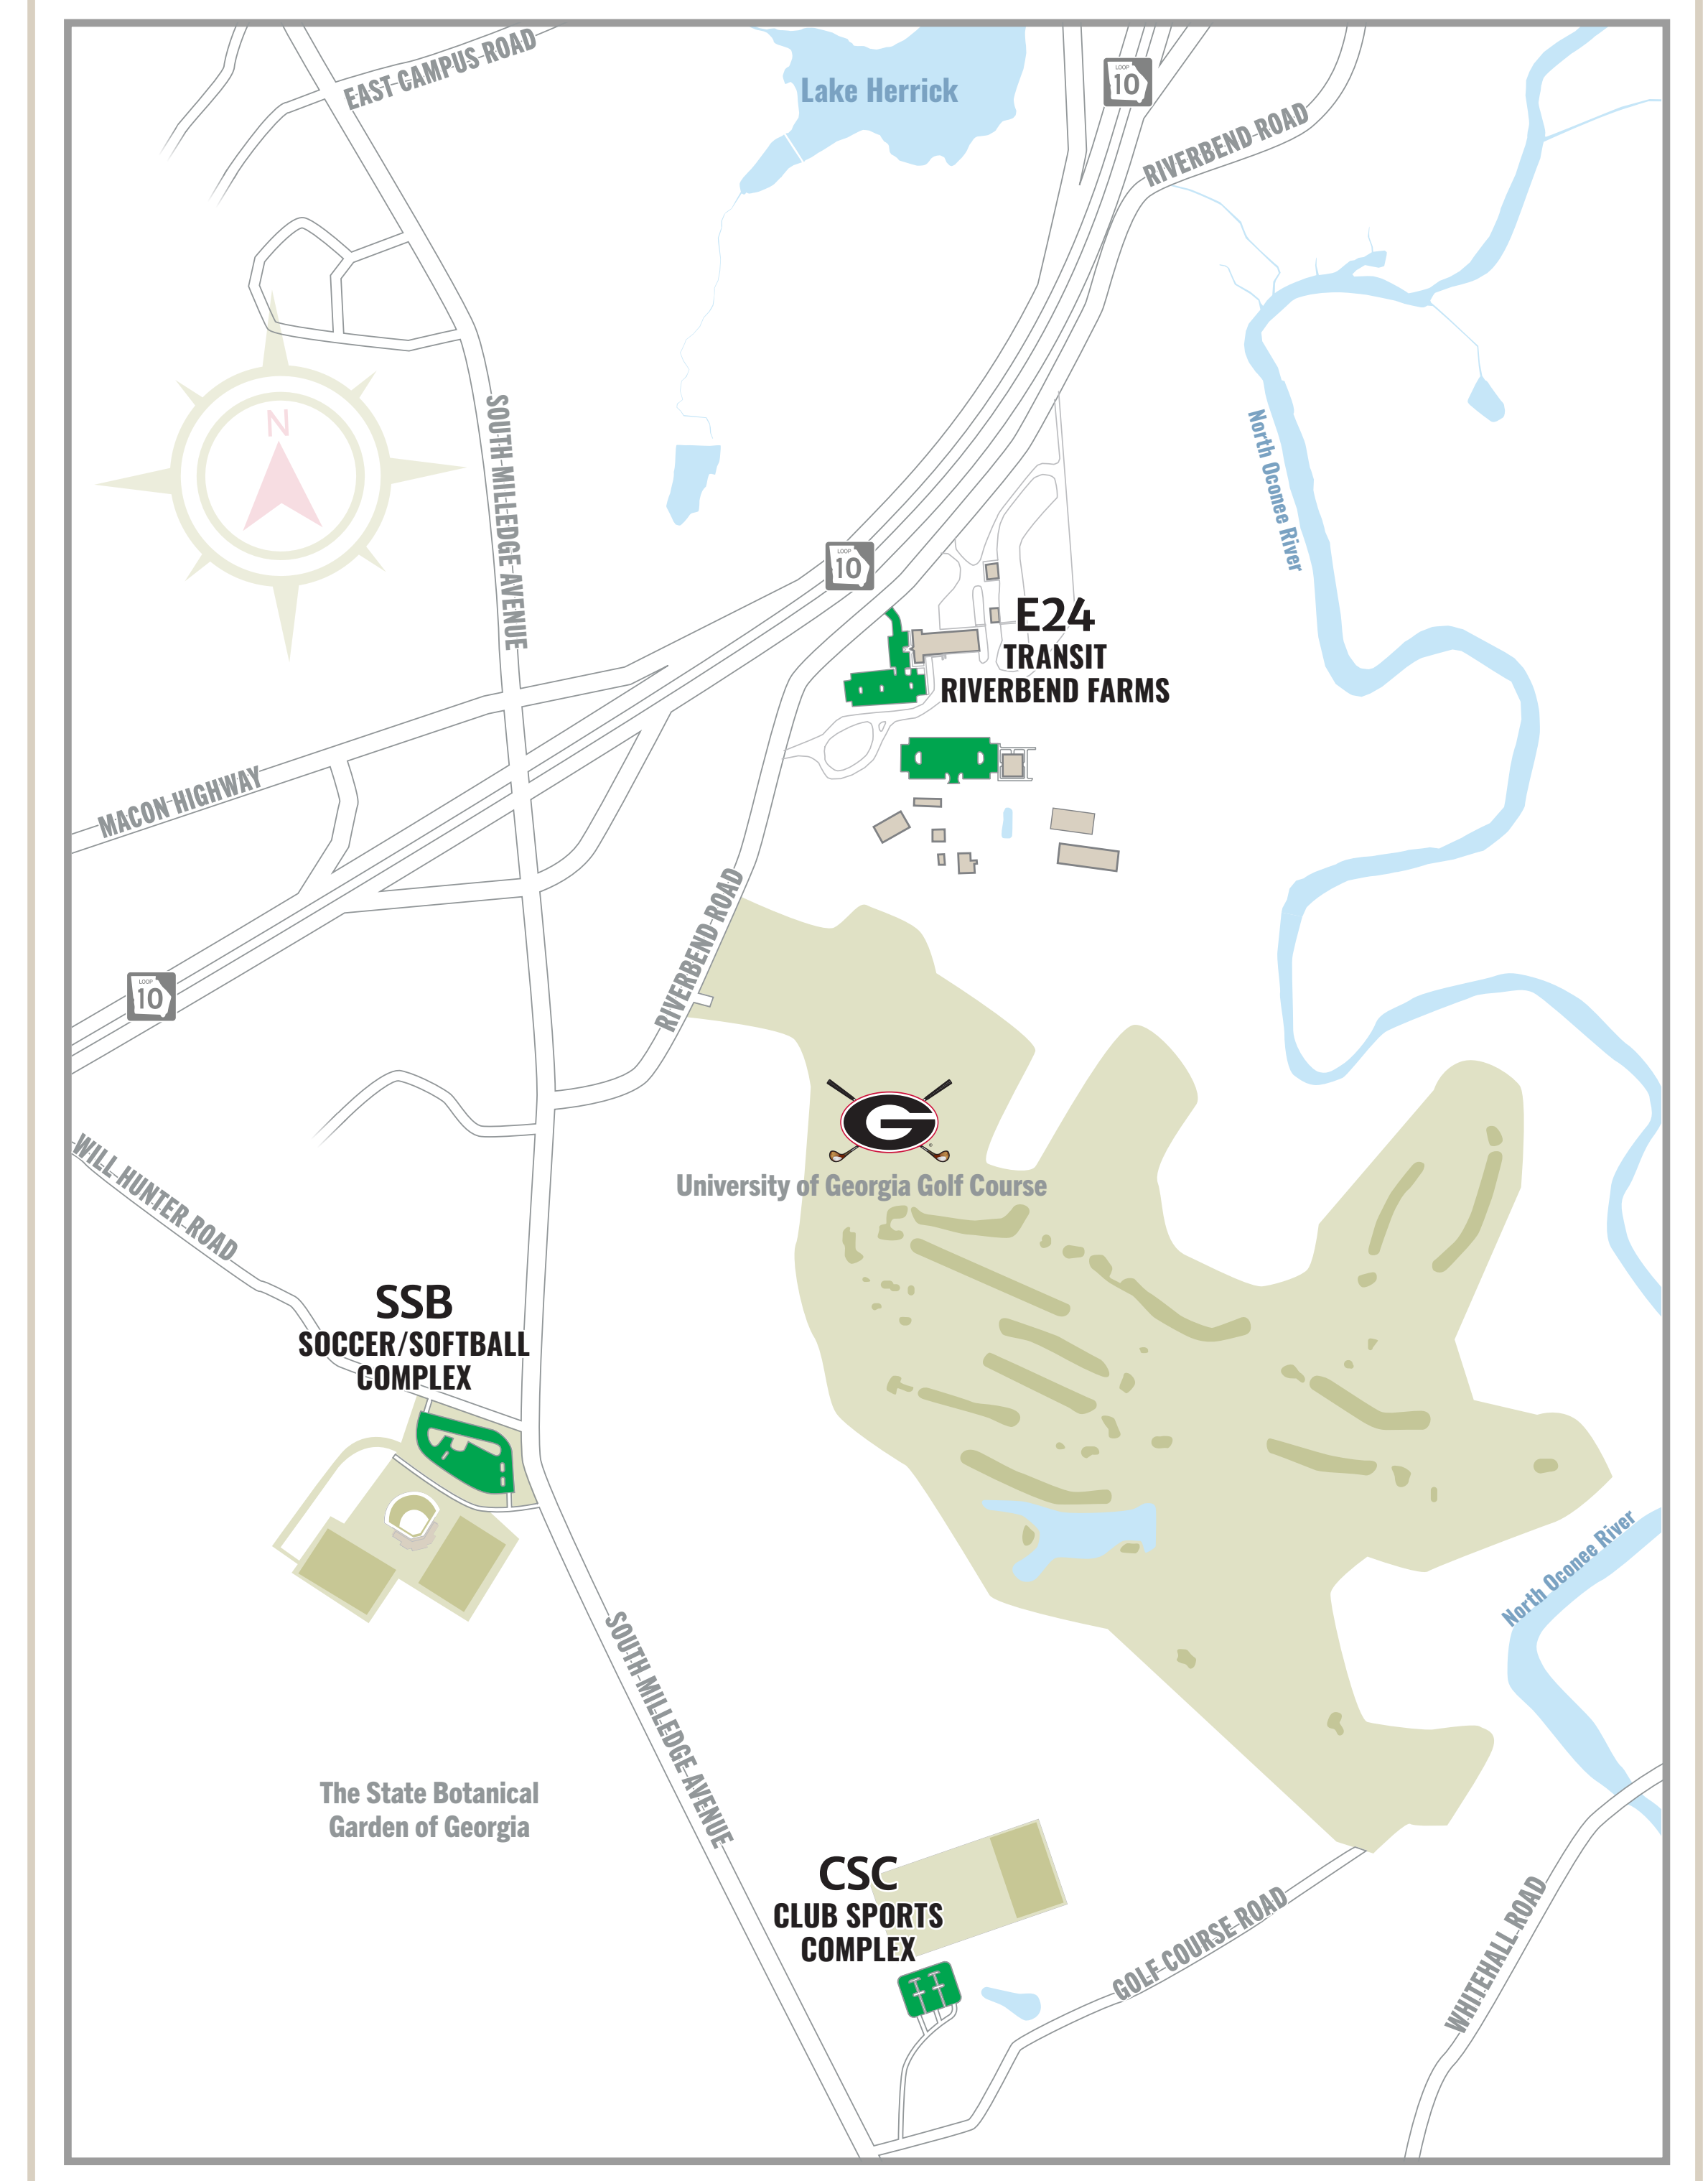 EAST CAMPUS ROAD
Lake Herrick
LOOP
10
RIVERBEND ROAD
N
SOUTH MILLEDGE AVENUE
North Oconee River
LOOP
10
E24
TRANSIT
RIVERBEND FARMS
MACON HIGHWAY
RIVERBEND ROAD
LOOP
10
G
University of Georgia Golf Course
WILL HUNTER ROAD
SSB
SOCCER/SOFTBALL
COMPLEX
North Oconee River
SOUTH MILLEDGE AVENUE
The State Botanical
Garden of Georgia
CSC
CLUB SPORTS
COMPLEX
GOLF COURSE ROAD
WHITEHALL ROAD